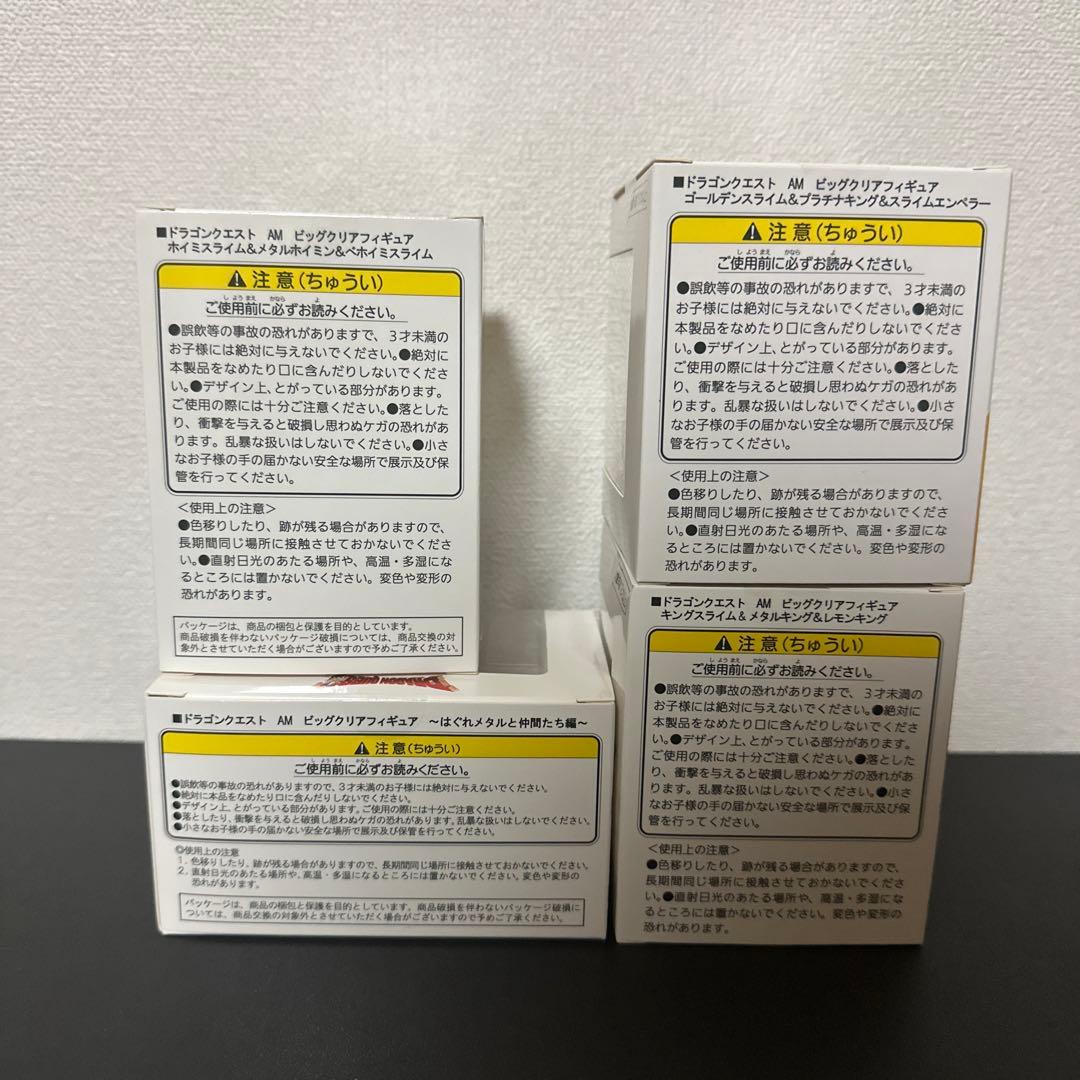 ■ドラゴンクエスト AM ビッグクリアフィギュア
ホイミスライム&メタルホイミン&ベホイミスライム
⚠注意(ちゅうい)
しようまえ かなら よ
ご使用前に必ずお読みください。
●誤飲等の事故の恐れがありますで、3才未満の
お子様には絶対に与えないでください。●絶対に
本製品をなめたり口に含んだりしないでくださ
い。●デザイン上、とがっている部分があります。
ご使用の際には十分ご注意ください。●落とした
り、衝撃を与えると破損し思わぬケガの恐れがあ
ります。乱暴な扱いはしないでください。●小さ
なお子様の手の届かない安全な場所で展示及び保
管を行ってください。
<使用上の注意>
●色移りしたり、跡が残る場合がありますので、
長期間同じ場所に接触させておかないでくださ
い。●直射日光のあたる場所や、高温・多湿にな
るところには置かないでください。変色や変形の
恐れがあります。
パッケージは、商品の梱包と保護を目的としています。
商品破損を伴わないパッケージ破損については、商品交換の対
象外とさせていただく場合がございますので予めご了承ください。
■ドラゴンクエスト AM ビッグクリアフィギュア
ゴールデンスライム&プラチナキング&スライムエンペラー
⚠注意(ちゅうい)
しようまえ かなら よ
ご使用前に必ずお読みください。
●誤飲等の事故の恐れがありますで、3才未満の
お子様には絶対に与えないでください。●絶対に
本製品をなめたり口に含んだりしないでくださ
い。●デザイン上、とがっている部分があります。
ご使用の際には十分ご注意ください。●落とした
り、衝撃を与えると破損し思わぬケガの恐れがあ
ります。乱暴な扱いはしないでください。●小さ
なお子様の手の届かない安全な場所で展示及び保
管を行ってください。
<使用上の注意>
●色移りしたり、跡が残る場合がありますので、
長期間同じ場所に接触させておかないでくださ
い。●直射日光のあたる場所や、高温・多湿にな
るところには置かないでください。変色や変形の
恐れがあります。
DRAGON QUEST
■ドラゴンクエスト AM ビッグクリアフィギュア ~はぐれメタルと仲間たち編~
⚠注意(ちゅうい)
しようまえ かなら よ
ご使用前に必ずお読みください。
●誤飲等の事故の恐れがありますので、3才未満のお子様には絶対に与えないでください。
●絶対に本品をなめたり口に含んだりしないでください。
●デザイン上、とがっている部分があります。ご使用の際には十分ご注意ください。
●落としたり、衝撃を与えると破損し思わぬケガの恐れがあります。乱暴な扱いはしないでください。
●小さなお子様の手の届かない安全な場所で展示及び保管を行ってください。
◎使用上の注意
1. 色移りしたり、跡が残る場合がありますので、長期間同じ場所に接触させておかないでください。
2. 直射日光のあたる場所や、高温・多湿になるところには置かないでください。変色や変形の
恐れがあります。
パッケージは、商品の梱包と保護を目的としています。商品破損を伴わないパッケージ破損に
ついては、商品交換の対象外とさせていただく場合がございますので予めご了承ください。
■ドラゴンクエスト AM ビッグクリアフィギュア
キングスライム&メタルキング&レモンキング
⚠注意(ちゅうい)
しようまえ かなら よ
ご使用前に必ずお読みください。
●誤飲等の事故の恐れがありますで、3才未満の
お子様には絶対に与えないでください。●絶対に
本製品をなめたり口に含んだりしないでくださ
い。●デザイン上、とがっている部分があります。
ご使用の際には十分ご注意ください。●落とした
り、衝撃を与えると破損し思わぬケガの恐れがあ
ります。乱暴な扱いはしないでください。●小さ
なお子様の手の届かない安全な場所で展示及び保
管を行ってください。
<使用上の注意>
●色移りしたり、跡が残る場合がありますので、
長期間同じ場所に接触させておかないでくださ
い。●直射日光のあたる場所や、高温・多湿にな
るところには置かないでください。変色や変形の
恐れがあります。